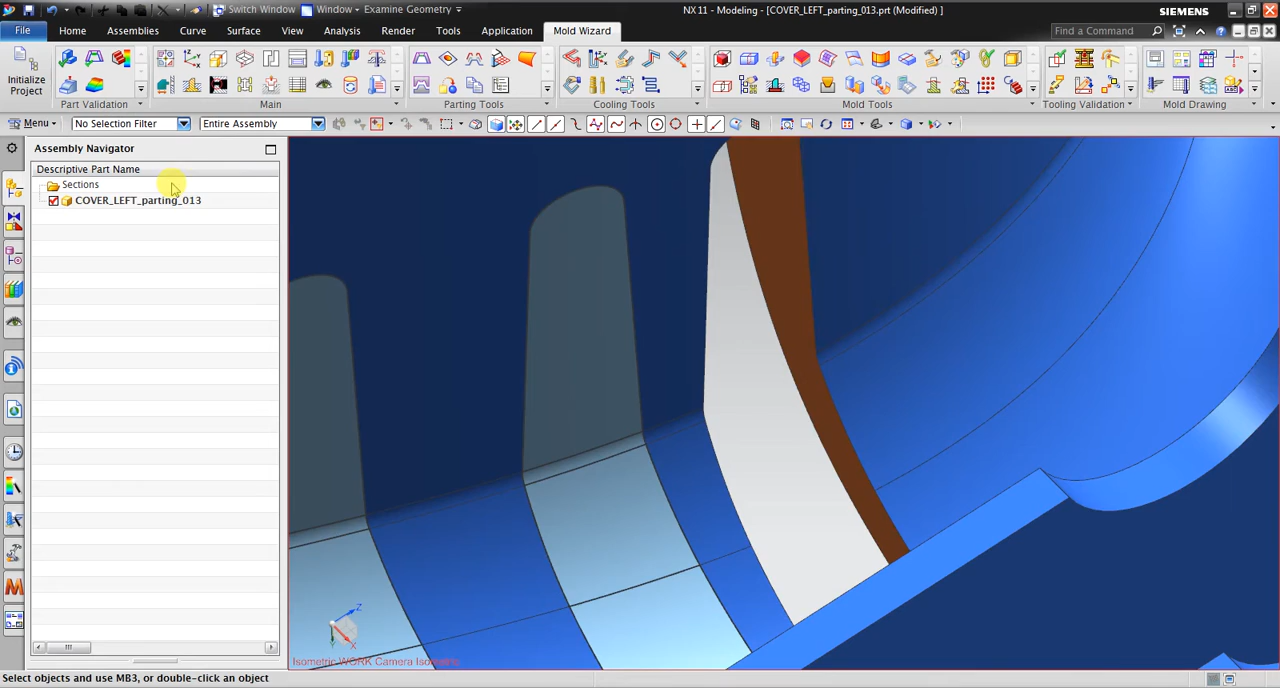 Switch Window Window Examine Geometry NX 11 - Modeling - [COVER_LEFT_parting_013.prt (Modified) ] SIEMENS
File Home Assemblies Curve Surface View Analysis Render Tools Application Mold Wizard Find a Command
Initialize Project
Part Validation Main Parting Tools Cooling Tools Mold Tools Tooling Validation Mold Drawing
Menu No Selection Filter Entire Assembly
Assembly Navigator
Descriptive Part Name
Sections
COVER_LEFT_parting_013
Z
X
Y
Isometric WORK Camera Isometric
Select objects and use MB3, or double-click an object